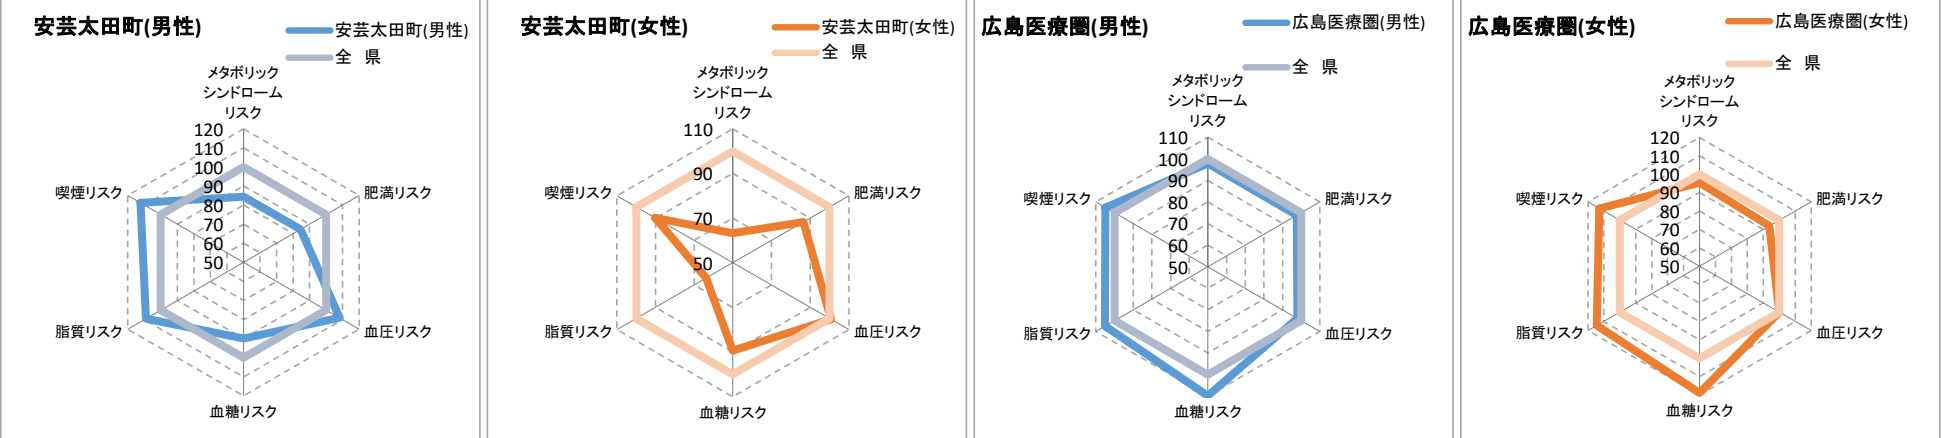 安芸太田町(男性)
安芸太田町(男性)
全　県
メタボリック
シンドローム
リスク
120
110
100
90
80
70
60
50
喫煙リスク
肥満リスク
脂質リスク
血圧リスク
血糖リスク
安芸太田町(女性)
安芸太田町(女性)
全　県
メタボリック
シンドローム
リスク
110
90
70
50
喫煙リスク
肥満リスク
脂質リスク
血圧リスク
血糖リスク
広島医療圏(男性)
広島医療圏(男性)
全　県
メタボリック
シンドローム
リスク
110
100
90
80
70
60
50
喫煙リスク
肥満リスク
脂質リスク
血圧リスク
血糖リスク
広島医療圏(女性)
広島医療圏(女性)
全　県
メタボリック
シンドローム
リスク
120
110
100
90
80
70
60
50
喫煙リスク
肥満リスク
脂質リスク
血圧リスク
血糖リスク